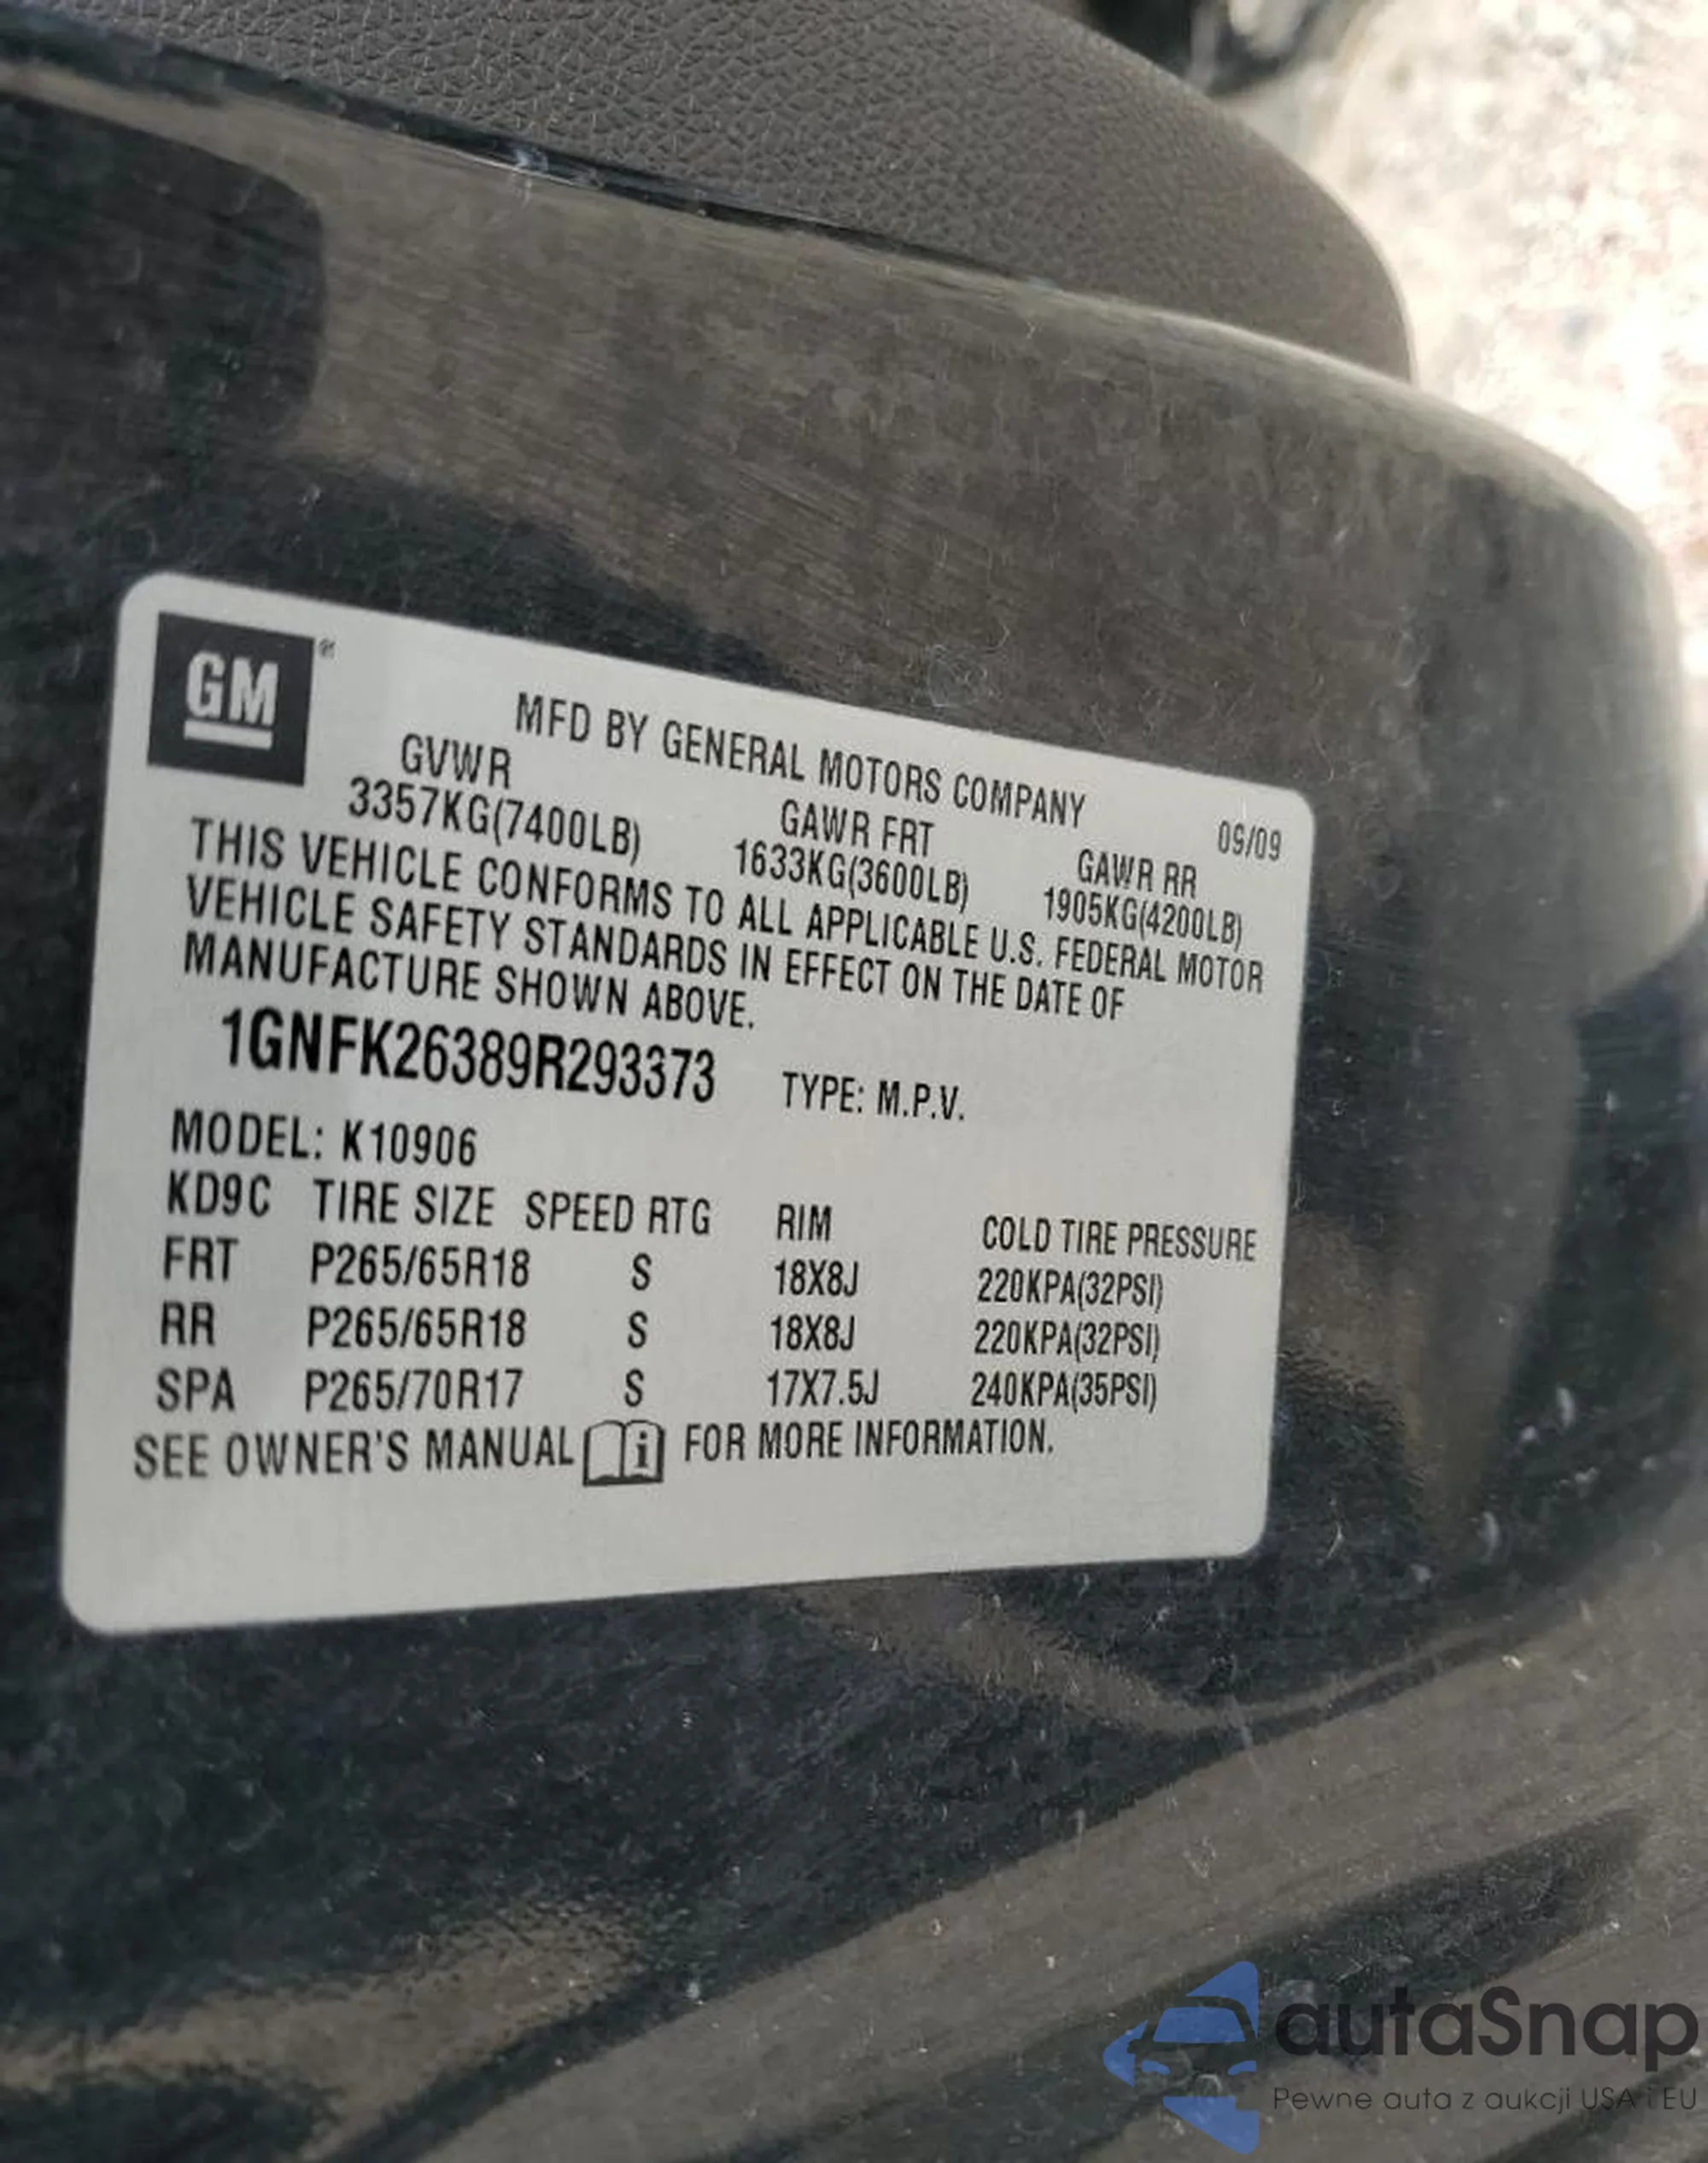 GM
MFD BY GENERAL MOTORS COMPANY 09/09
GVWR GAWR FRT GAWR RR
3357KG(7400LB) 1633KG(3600LB) 1905KG(4200LB)
THIS VEHICLE CONFORMS TO ALL APPLICABLE U.S. FEDERAL MOTOR
VEHICLE SAFETY STANDARDS IN EFFECT ON THE DATE OF
MANUFACTURE SHOWN ABOVE.
1GNFK26389R293373 TYPE: M.P.V.
MODEL: K10906
KD9C TIRE SIZE SPEED RTG RIM COLD TIRE PRESSURE
FRT P265/65R18 S 18X8J 220KPA(32PSI)
RR P265/65R18 S 18X8J 220KPA(32PSI)
SPA P265/70R17 S 17X7.5J 240KPA(35PSI)
SEE OWNER'S MANUAL i FOR MORE INFORMATION.
autaSnap
Pewne auta z aukcji USA i EU